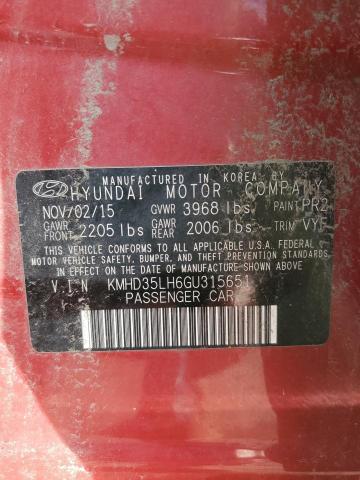 MANUFACTURED IN KOREA BY
HYUNDAI MOTOR COMPANY
NOV/02/15 GVWR 3968 lbs. PAINT PR2
GAWR FRONT 2205 lbs GAWR REAR 2006 lbs. TRIM VYF
THIS VEHICLE CONFORMS TO ALL APPLICABLE U.S. FEDERAL
MOTOR VEHICLE SAFETY, BUMPER, AND THEFT PREVENTION STANDARDS
IN EFFECT ON THE DATE OF MANUFACTURE SHOWN ABOVE.
VIN KMHD35LH6GU315651
PASSENGER CAR